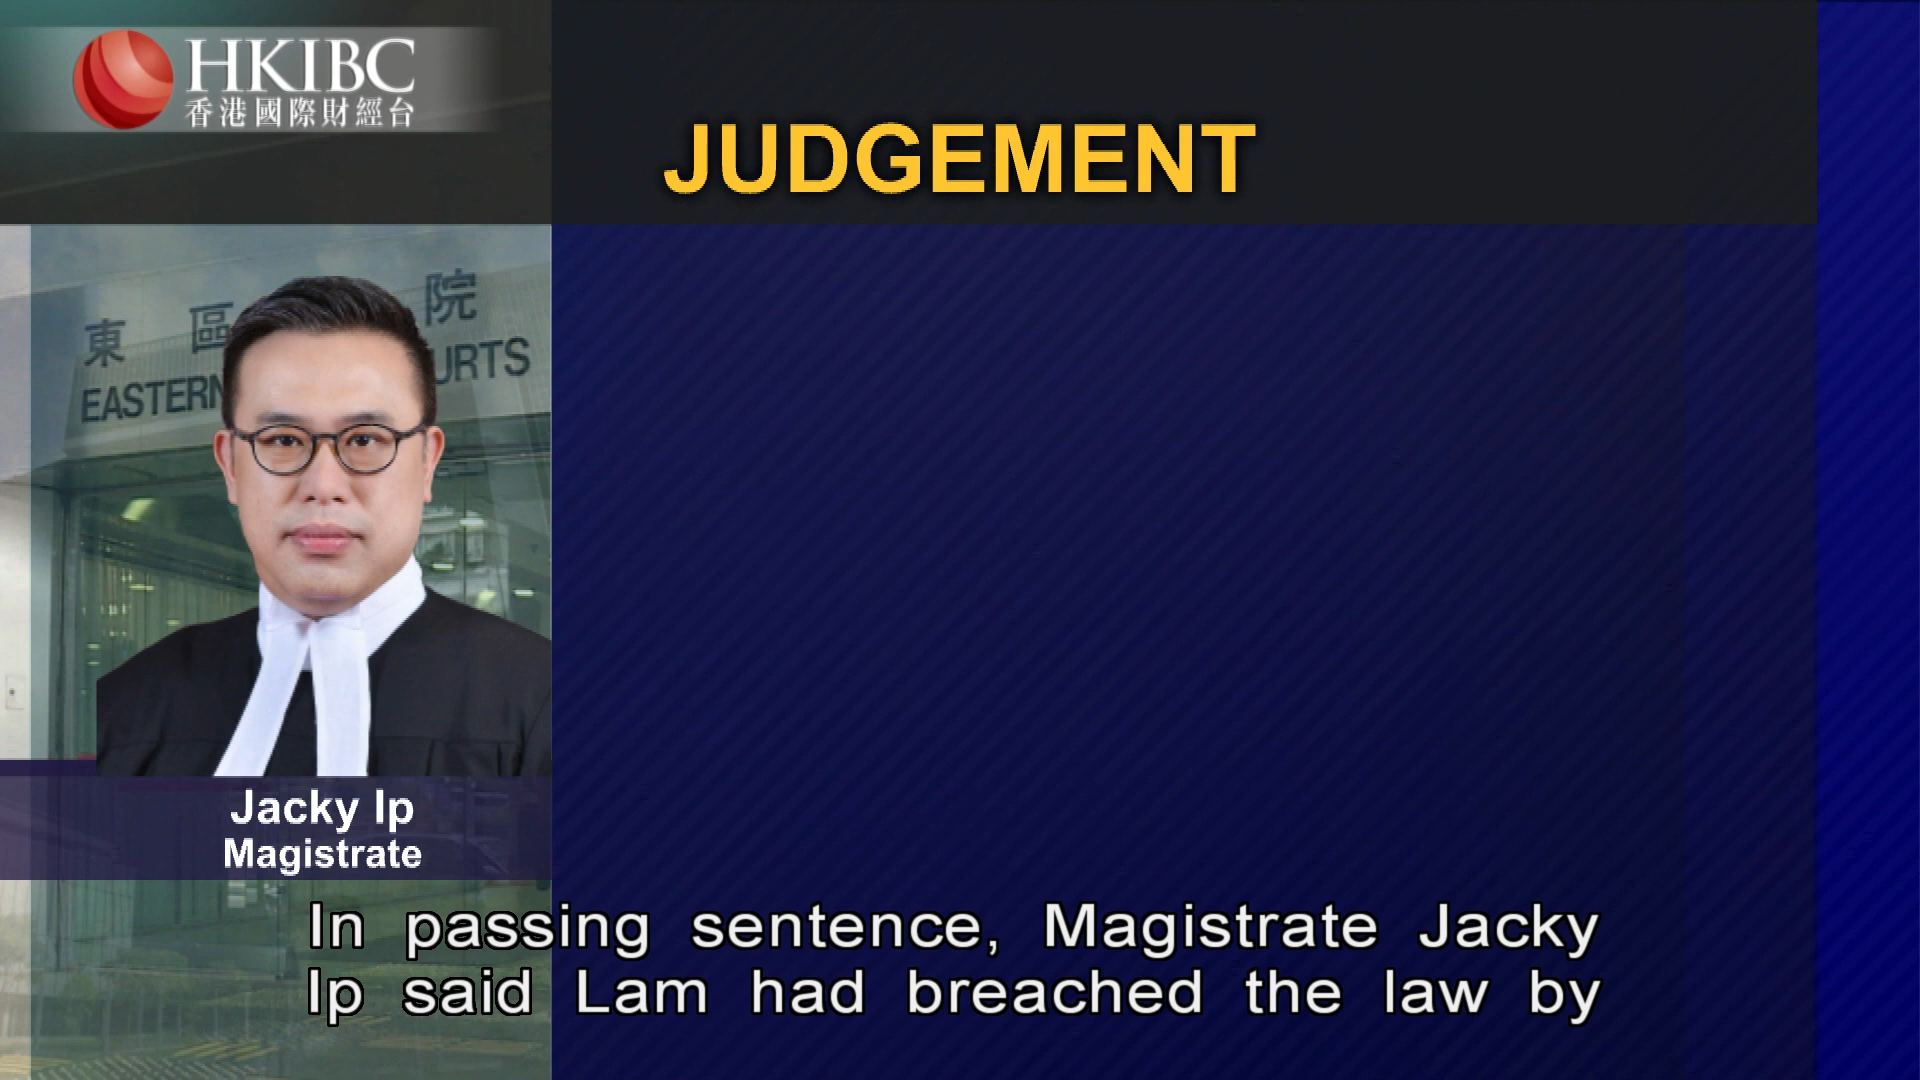 HKIBC
香港國際財經台
JUDGEMENT
東 區 院
EASTERN URTS
Jacky Ip
Magistrate
In passing sentence, Magistrate Jacky
Ip said Lam had breached the law by